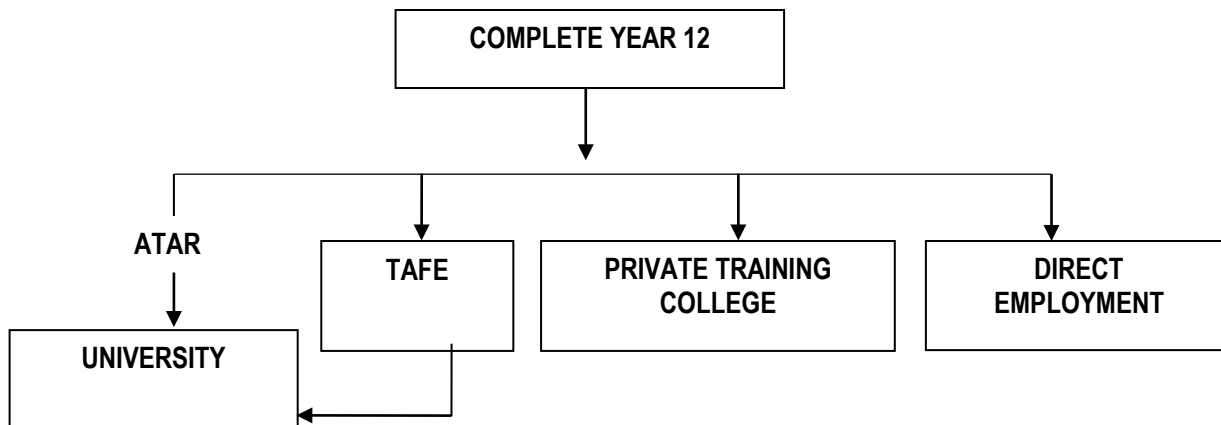 COMPLETE YEAR 12
ATAR
TAFE
PRIVATE TRAINING
COLLEGE
DIRECT
EMPLOYMENT
UNIVERSITY